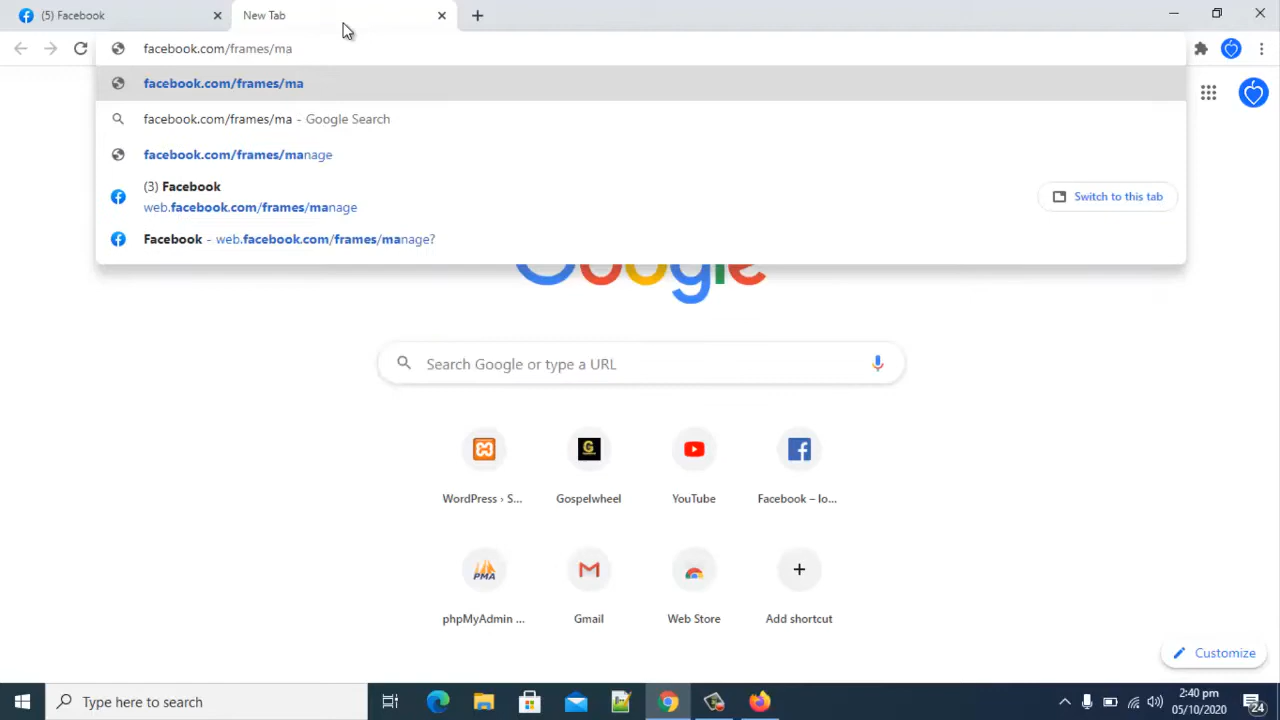 (5) Facebook
New Tab
facebook.com/frames/ma
facebook.com/frames/ma
facebook.com/frames/ma - Google Search
facebook.com/frames/manage
(3) Facebook
web.facebook.com/frames/manage
Switch to this tab
Facebook - web.facebook.com/frames/manage?
Google
Search Google or type a URL
G
WordPress › S...
Gospelwheel
YouTube
Facebook – lo...
PMA
phpMyAdmin ...
Gmail
Web Store
Add shortcut
Customize
Type here to search
2:40 pm
05/10/2020
24